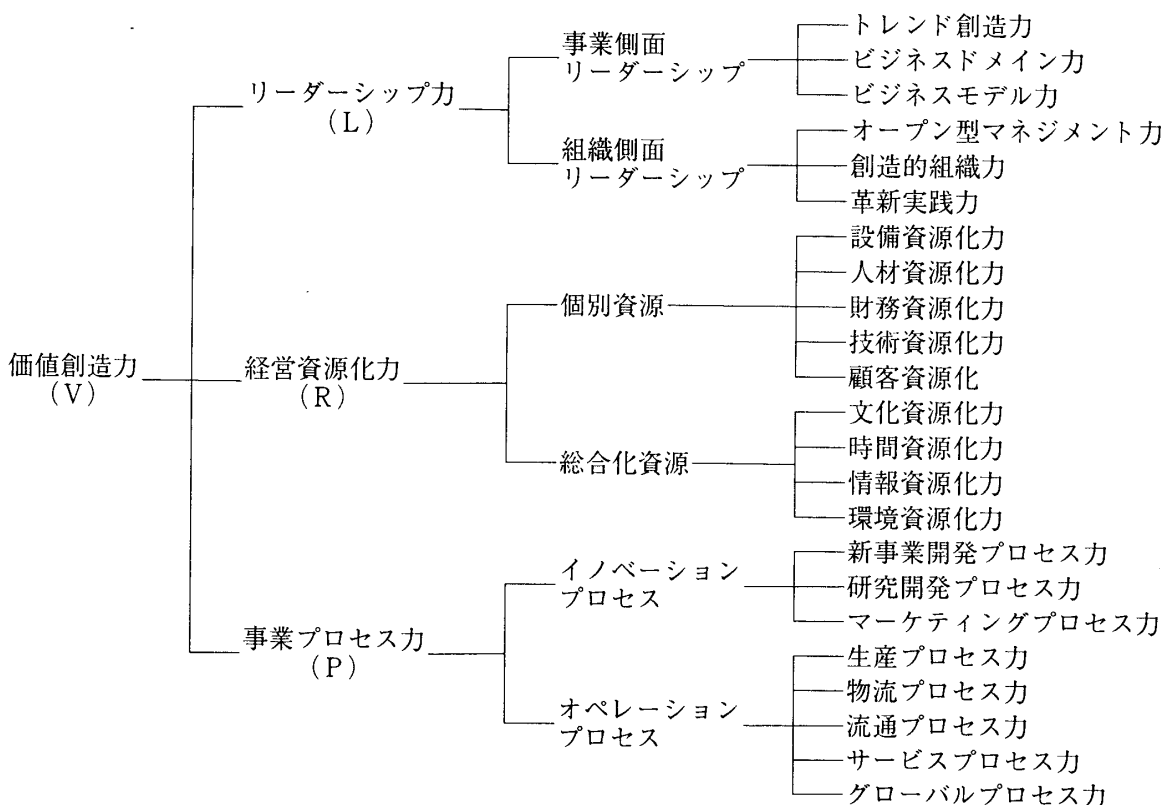 価値創造力
(V)
リーダーシップ力
(L)
事業側面
リーダーシップ
トレンド創造力
ビジネスドメイン力
ビジネスモデル力
組織側面
リーダーシップ
オープン型マネジメント力
創造的組織力
革新実践力
経営資源化力
(R)
個別資源
設備資源化力
人材資源化力
財務資源化力
技術資源化力
顧客資源化
総合化資源
文化資源化力
時間資源化力
情報資源化力
環境資源化力
事業プロセス力
(P)
イノベーション
プロセス
新事業開発プロセス力
研究開発プロセス力
マーケティングプロセス力
オペレーション
プロセス
生産プロセス力
物流プロセス力
流通プロセス力
サービスプロセス力
グローバルプロセス力